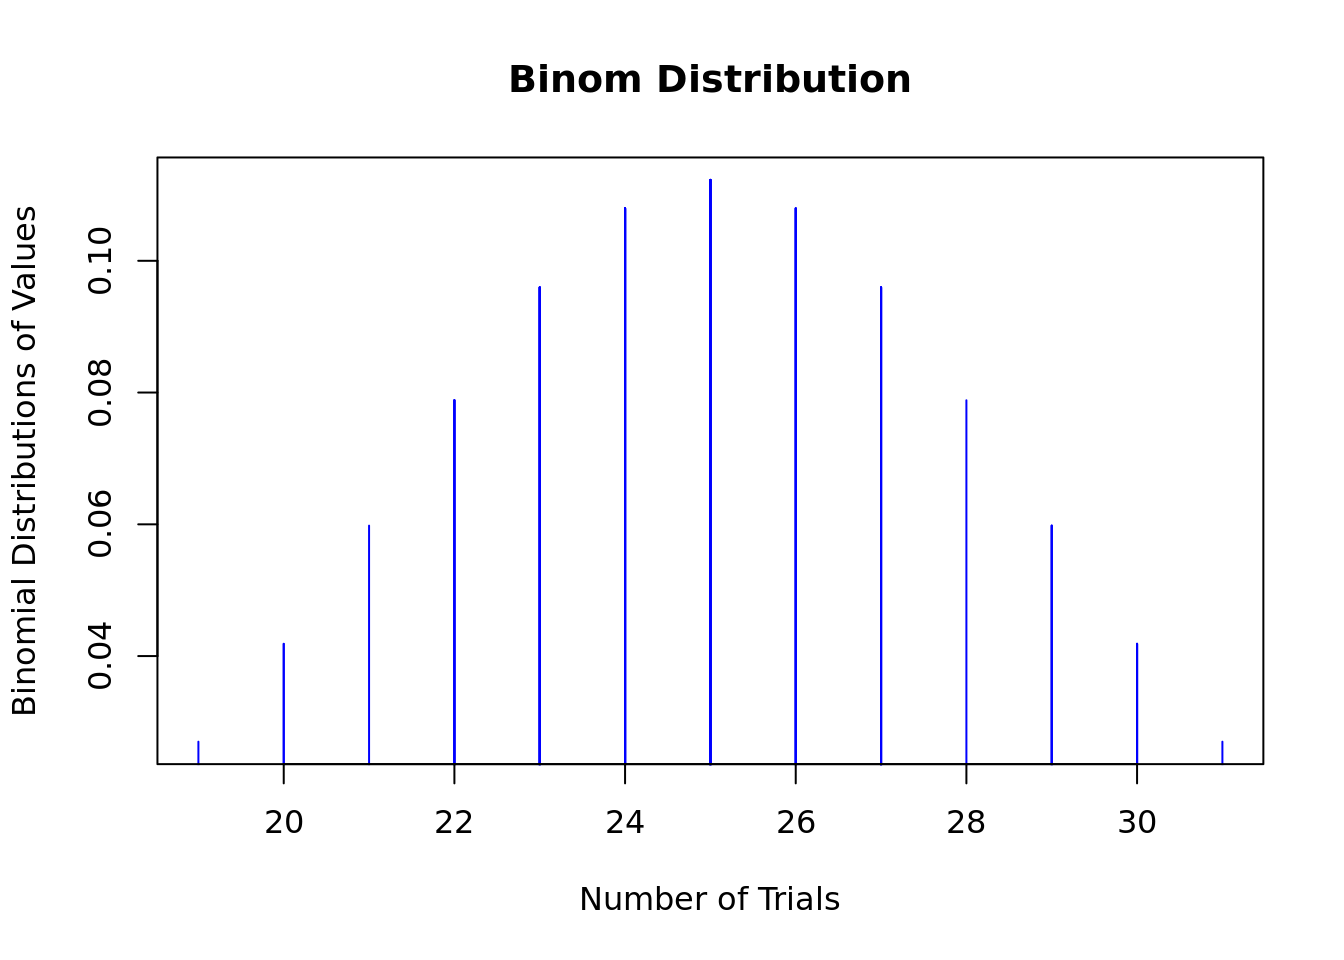 Binom Distribution
Binomial Distributions of Values
0.10
0.08
0.06
0.04
20 22 24 26 28 30
Number of Trials